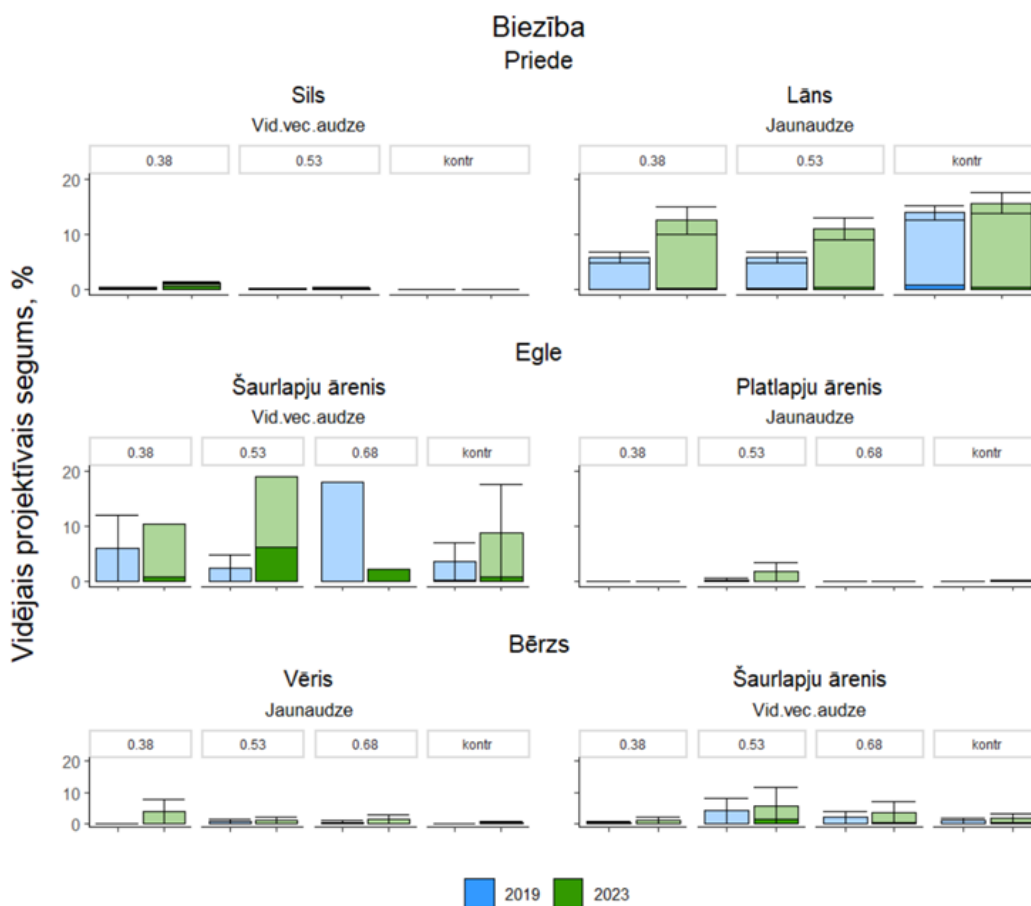 Biezība
Priede
Sils
Vid.vec.audze
0.38 0.53 kontr
Lāns
Jaunaudze
0.38 0.53 kontr
20
10
0
Egle
Šaurlapju ārenis
Vid.vec.audze
0.38 0.53 0.68 kontr
Platlapju ārenis
Jaunaudze
0.38 0.53 0.68 kontr
20
10
0
Bērzs
Vēris
Jaunaudze
0.38 0.53 0.68 kontr
Šaurlapju ārenis
Vid.vec.audze
0.38 0.53 0.68 kontr
20
10
0
Vidējais projektīvais segums, %
2019 2023